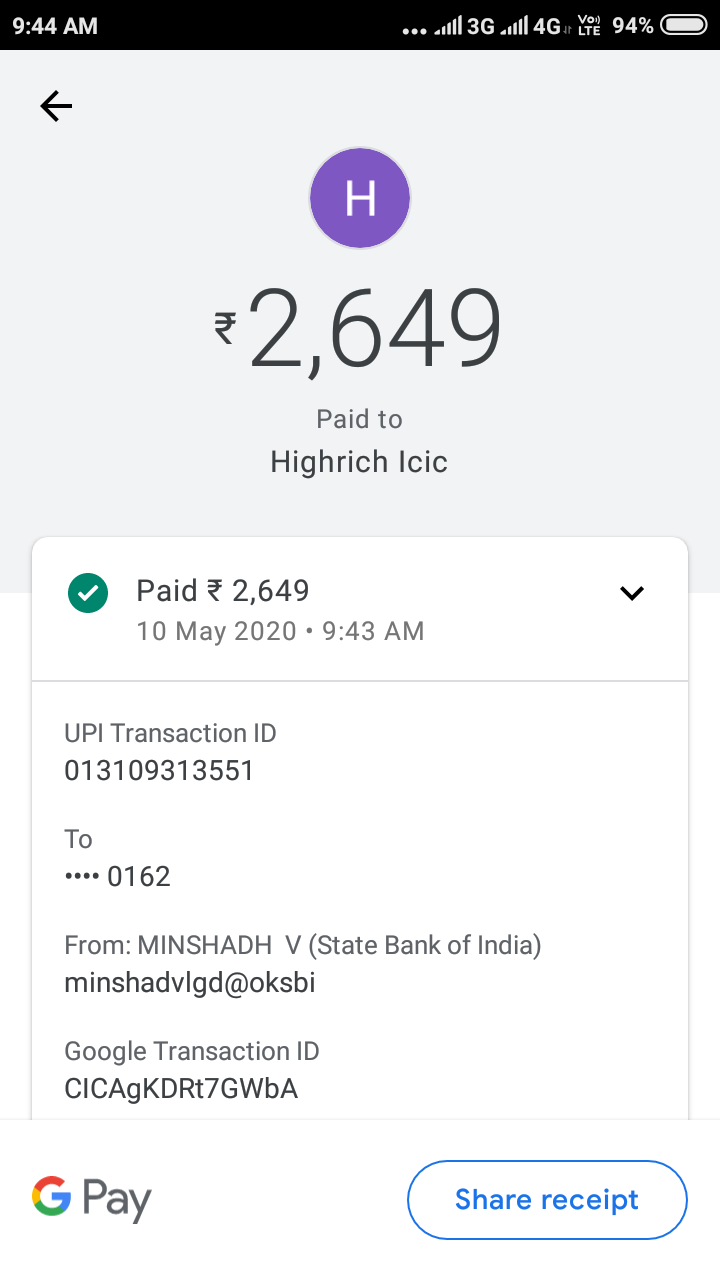 9:44 AM
3G 4G Vo) LTE 94%
H
₹2,649
Paid to
Highrich Icic
Paid ₹ 2,649
10 May 2020 • 9:43 AM
UPI Transaction ID
013109313551
To
•••• 0162
From: MINSHADH  V (State Bank of India)
minshadvlgd@oksbi
Google Transaction ID
CICAgKDRt7GWbA
G Pay
Share receipt